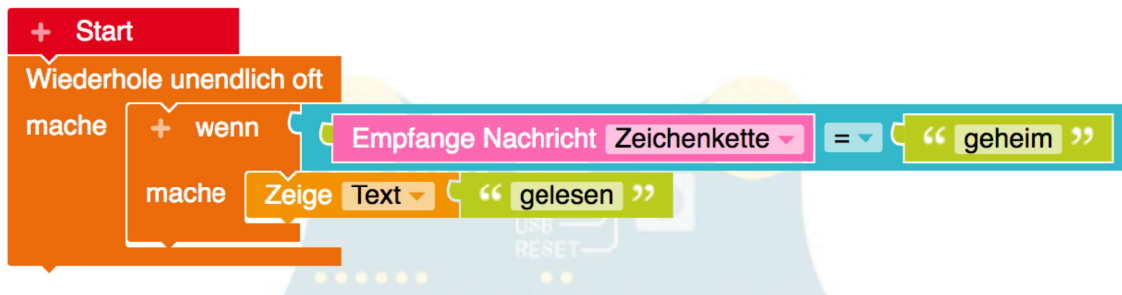 + Start
Wiederhole unendlich oft
mache + wenn Empfange Nachricht Zeichenkette = “ geheim ”
mache Zeige Text “ gelesen ”
USB
RESET